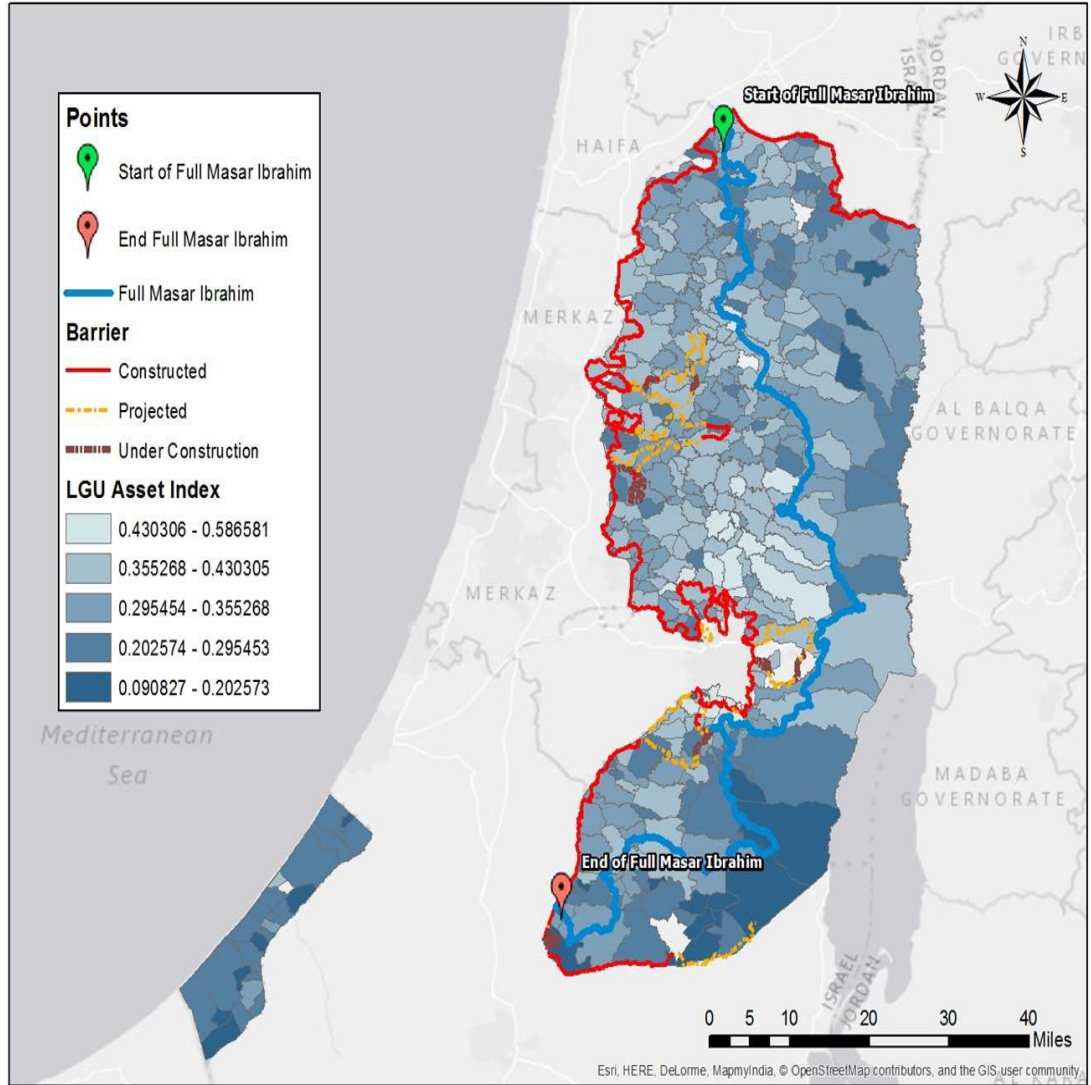 IRB
GOVERN
ISRAEL
JORDAN
N
W
E
S
Start of Full Masar Ibrahim
HAIFA
Points
Start of Full Masar Ibrahim
End Full Masar Ibrahim
Full Masar Ibrahim
Barrier
Constructed
Projected
Under Construction
LGU Asset Index
0.430306 - 0.586581
0.355268 - 0.430305
0.295454 - 0.355268
0.202574 - 0.295453
0.090827 - 0.202573
MERKAZ
AL BALQA
GOVERNORATE
MERKAZ
Mediterranean
Sea
MADABA
GOVERNORATE
End of Full Masar Ibrahim
ISRAEL
JORDAN
0 5 10 20 30 40
Miles
Esri, HERE, DeLorme, MapmyIndia, © OpenStreetMap contributors, and the GIS user community